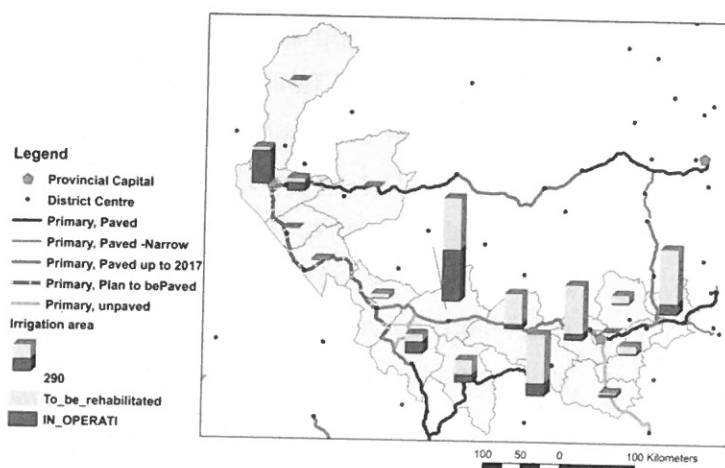 Legend
Provincial Capital
District Centre
Primary, Paved
Primary, Paved -Narrow
Primary, Paved up to 2017
Primary, Plan to bePaved
Primary, unpaved
Irrigation area
290
To_be_rehabilitated
IN_OPERATI
100 50 0 100 Kilometers